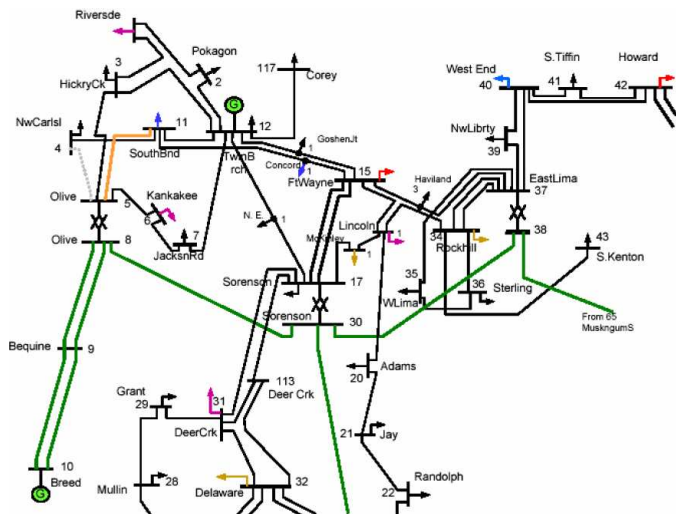 Riversde
Pokagon
3
2
117
Corey
HickryCk
NwCarlsl
4
11
SouthBnd
G
12
TwinB
rch
GoshenJt
1
Concord
1
15
FtWayne
Haviland
3
West End
40
S.Tiffin
41
Howard
42
NwLibrty
39
EastLima
37
38
Olive
5
Kankakee
6
7
JacksnRd
Olive
8
N. E.
1
Lincoln
1
1
34
Rockhill
43
S.Kenton
Sorenson
17
35
WLima
36
Sterling
Sorenson
30
From 65
MuskngumS
Bequine
9
Adams
20
Grant
29
31
DeerCrk
113
Deer Crk
21
Jay
10
Breed
G
Mullin
28
Delaware
32
Randolph
22